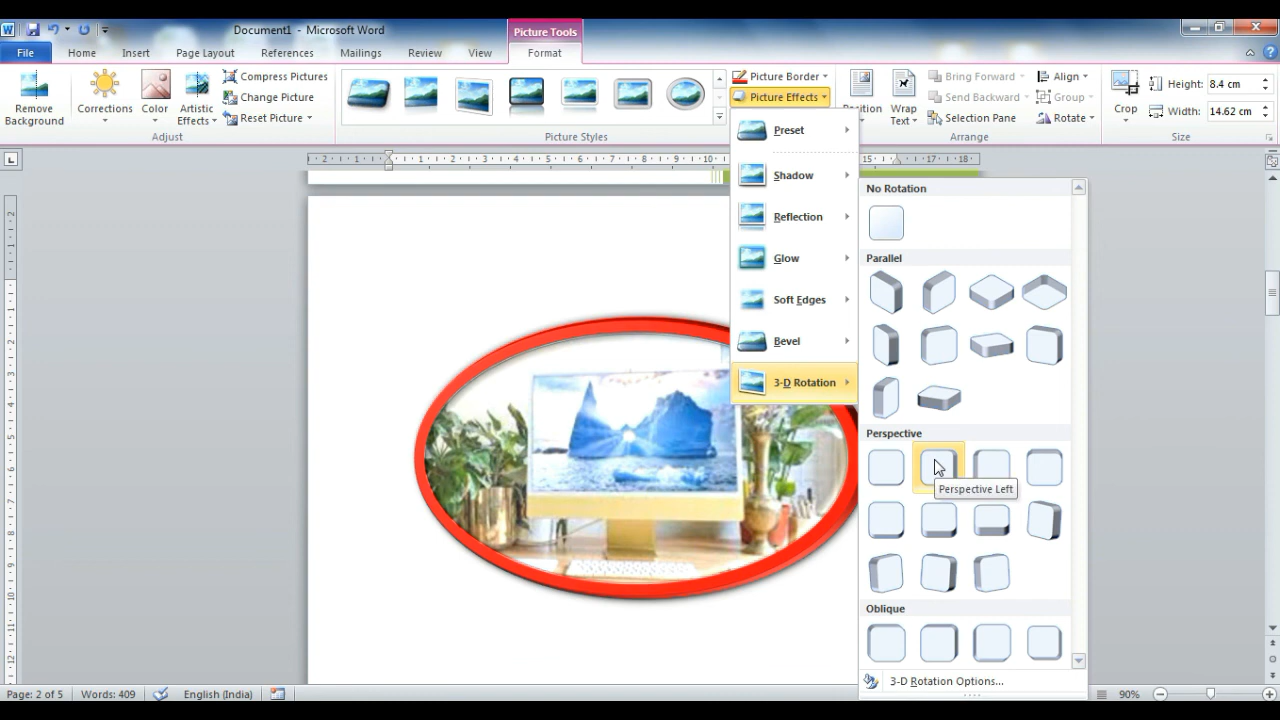 Document1 - Microsoft Word
Picture Tools
File
Home
Insert
Page Layout
References
Mailings
Review
View
Format
Remove Background
Corrections
Color
Artistic Effects
Compress Pictures
Change Picture
Reset Picture
Adjust
Picture Styles
Picture Border
Picture Effects
Position
Wrap Text
Bring Forward
Send Backward
Selection Pane
Align
Group
Rotate
Arrange
Crop
Height: 8.4 cm
Width: 14.62 cm
Size
Preset
Shadow
Reflection
Glow
Soft Edges
Bevel
3-D Rotation
No Rotation
Parallel
Perspective
Perspective Left
Oblique
3-D Rotation Options...
Page: 2 of 5
Words: 409
English (India)
90%